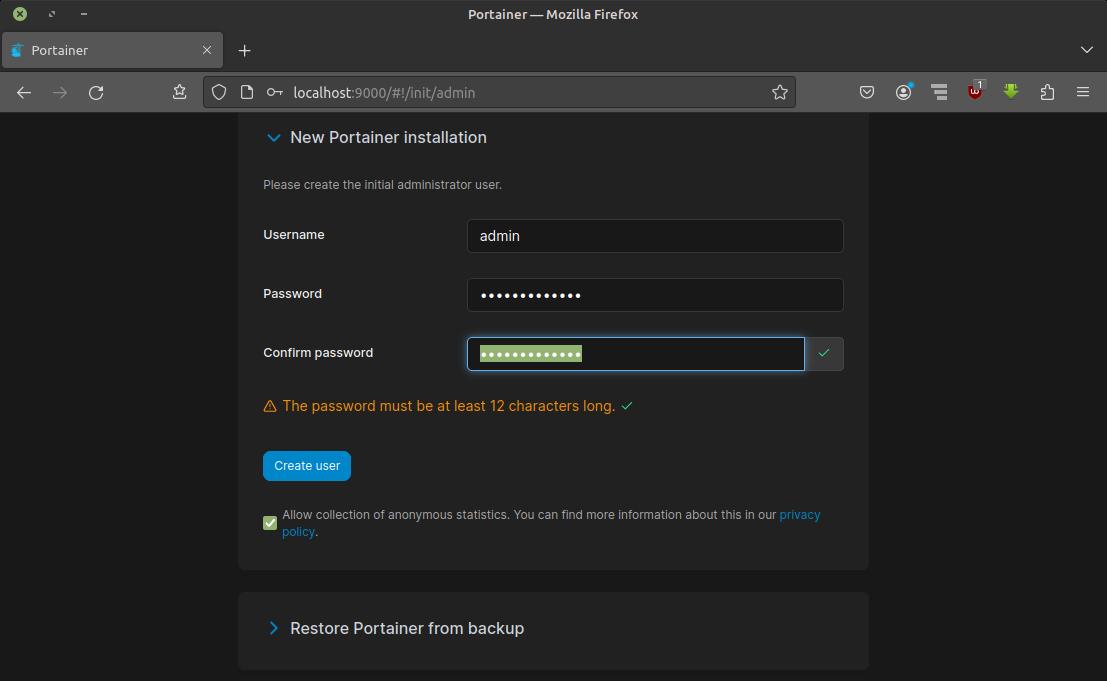 Portainer — Mozilla Firefox
Portainer
localhost:9000/#!/init/admin
1
New Portainer installation
Please create the initial administrator user.
Username
admin
Password
•••••••••••••
Confirm password
•••••••••••••
The password must be at least 12 characters long.
Create user
Allow collection of anonymous statistics. You can find more information about this in our privacy
policy.
Restore Portainer from backup